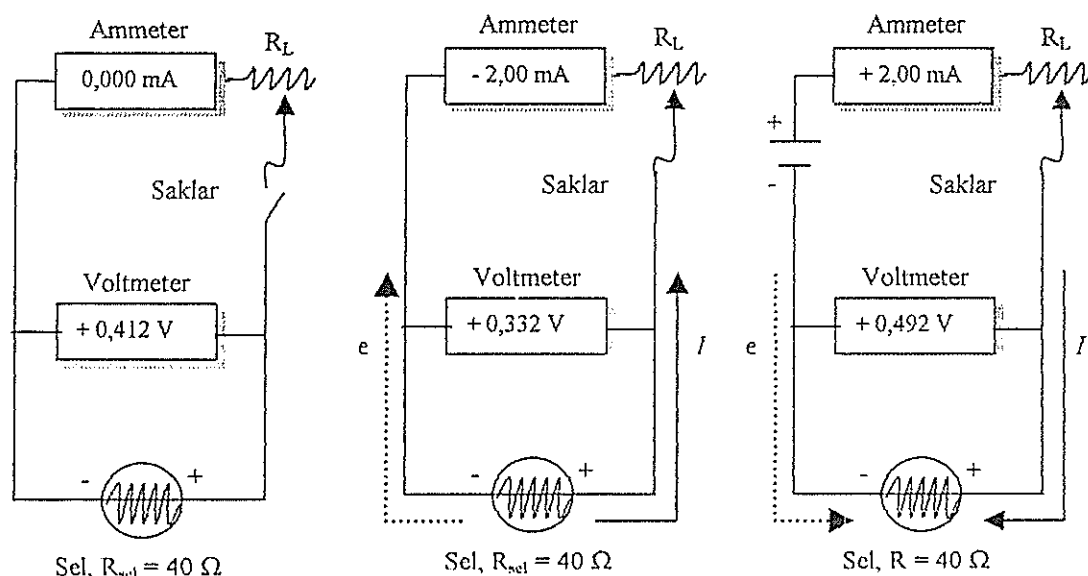 Ammeter
0,000 mA
R_L
Saklar
Voltmeter
+ 0,412 V
- +
Sel, R_sel = 40 Ω
Ammeter
- 2,00 mA
R_L
Saklar
Voltmeter
+ 0,332 V
e
I
- +
Sel, R_sel = 40 Ω
Ammeter
+ 2,00 mA
R_L
+
-
Saklar
Voltmeter
+ 0,492 V
e
I
- +
Sel, R = 40 Ω